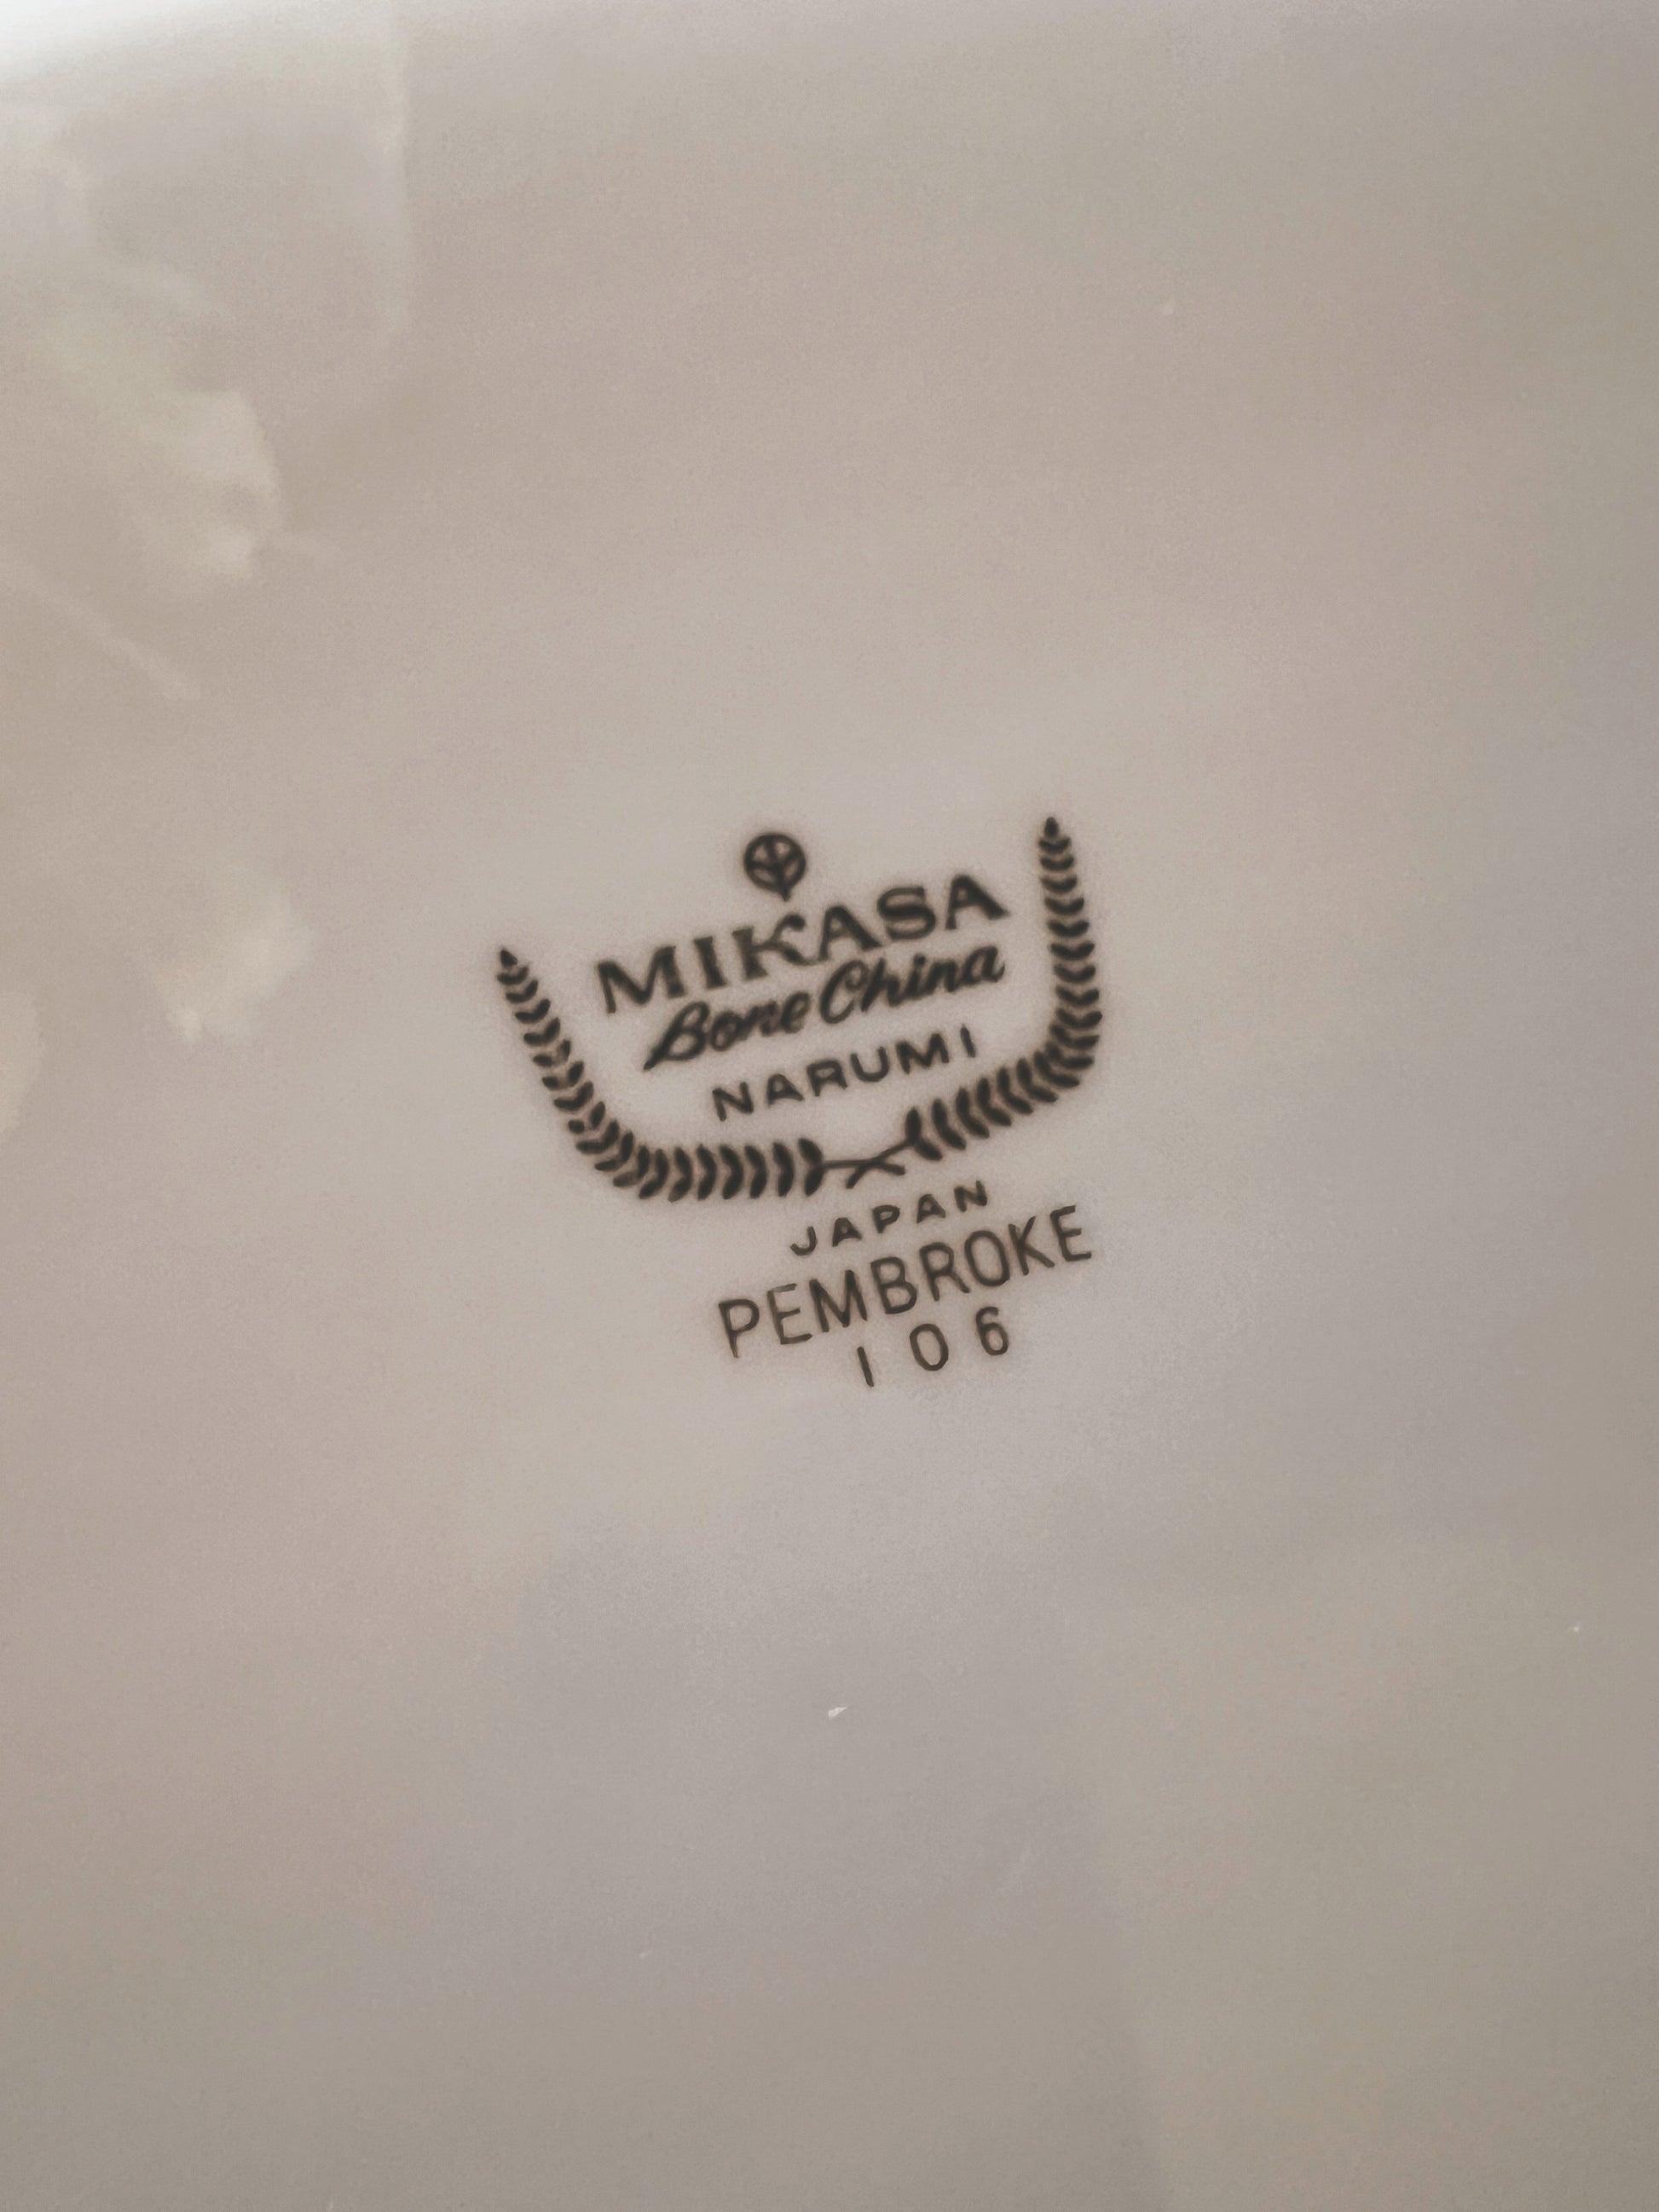 MIKASA
Bone China
NARUMI
JAPAN
PEMBROKE
106